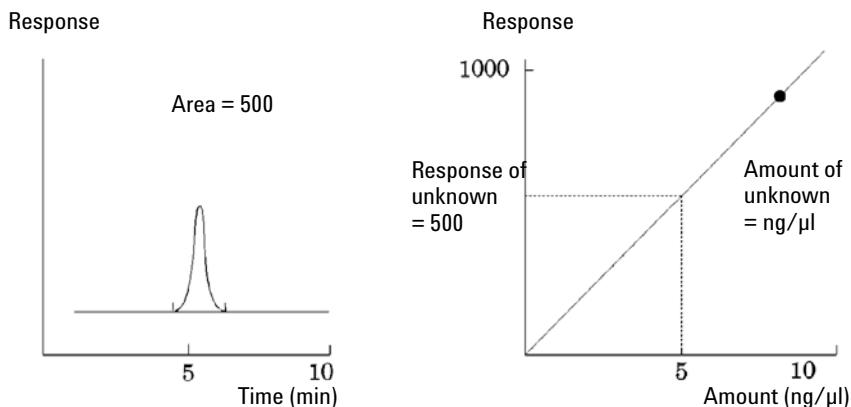 Response
Area = 500
5
10
Time (min)
Response
1000
Response of
unknown
= 500
Amount of
unknown
= ng/µl
5
10
Amount (ng/µl)